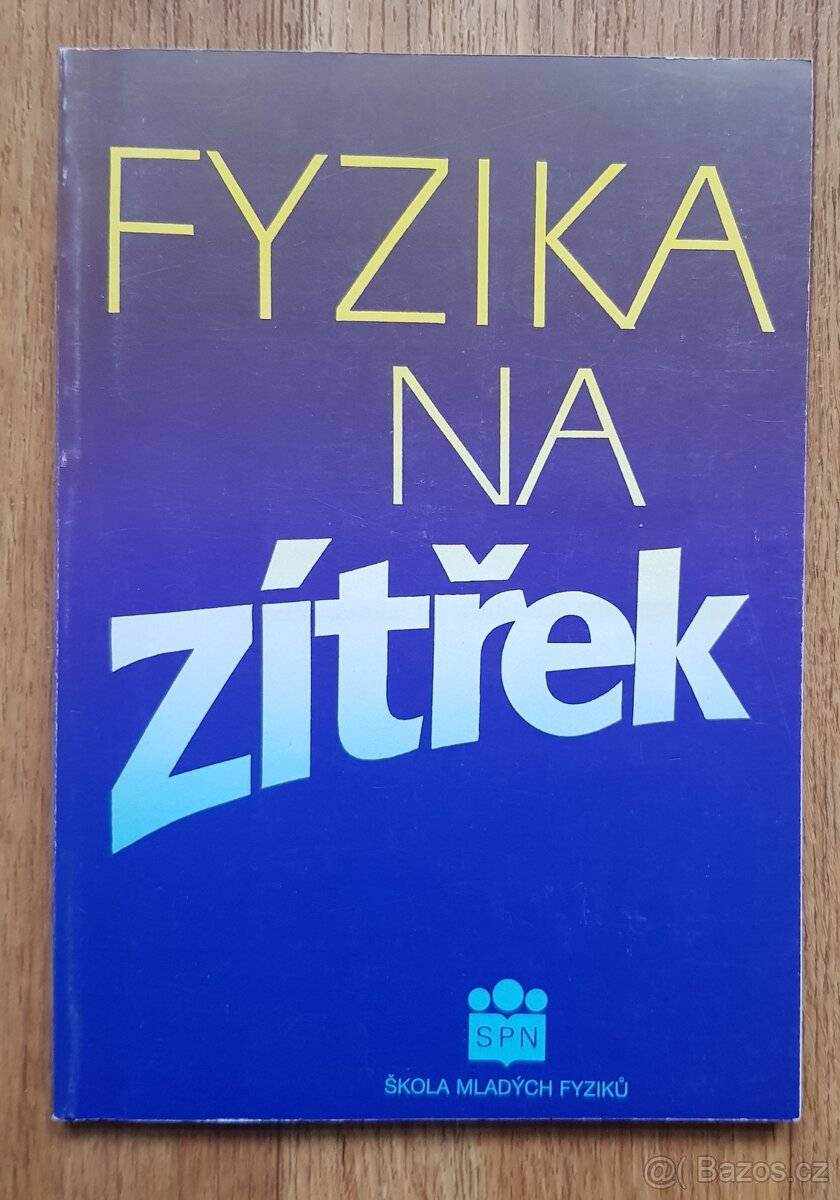 FYZIKA
NA
zítřek
SPN
ŠKOLA MLADÝCH FYZIKŮ
@( Bazos.cz